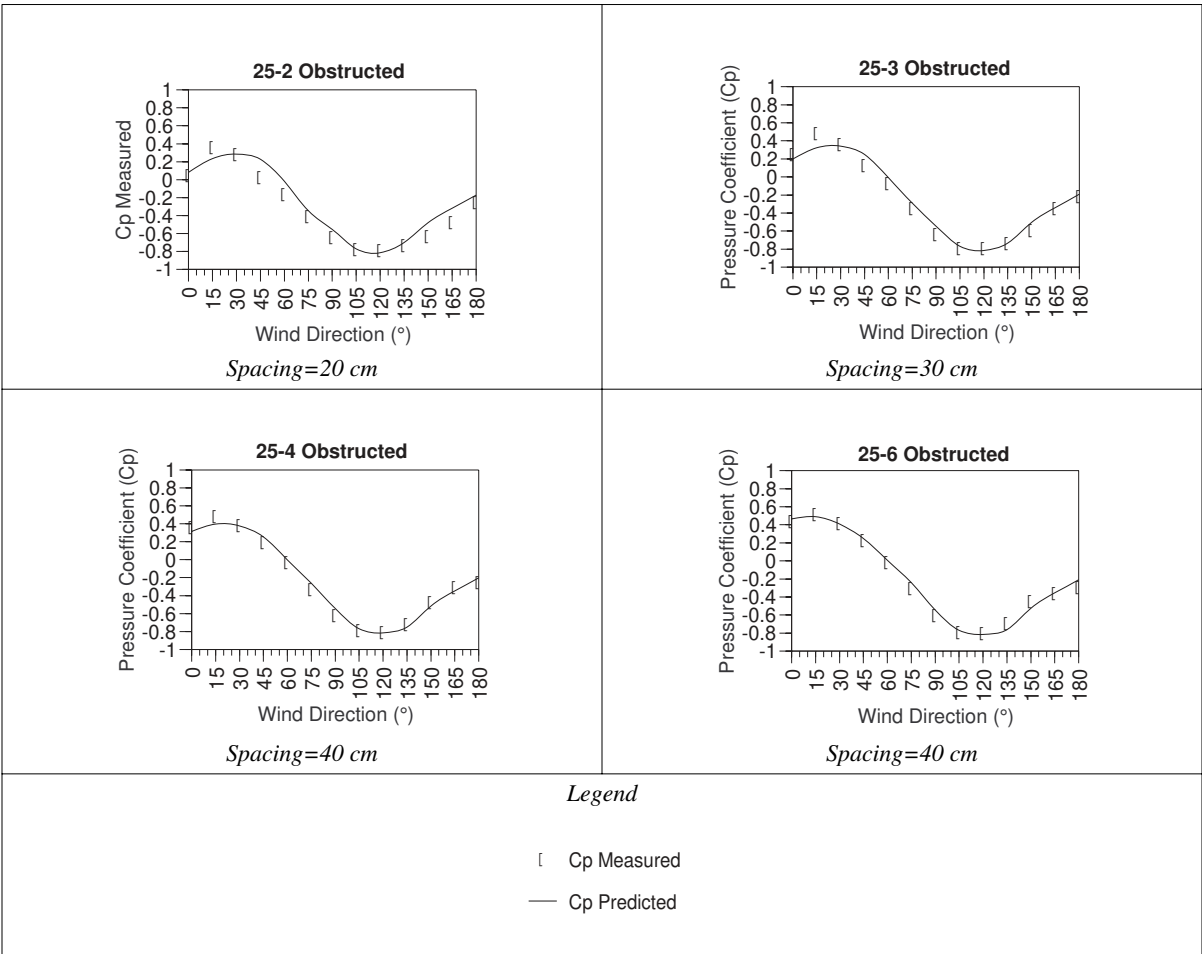 25-2 Obstructed
Cp Measured
1
0.8
0.6
0.4
0.2
0
-0.2
-0.4
-0.6
-0.8
-1
0 15 30 45 60 75 90 105 120 135 150 165 180
Wind Direction (°)
Spacing=20 cm
25-3 Obstructed
Pressure Coefficient (Cp)
1
0.8
0.6
0.4
0.2
0
-0.2
-0.4
-0.6
-0.8
-1
0 15 30 45 60 75 90 105 120 135 150 165 180
Wind Direction (°)
Spacing=30 cm
25-4 Obstructed
Pressure Coefficient (Cp)
1
0.8
0.6
0.4
0.2
0
-0.2
-0.4
-0.6
-0.8
-1
0 15 30 45 60 75 90 105 120 135 150 165 180
Wind Direction (°)
Spacing=40 cm
25-6 Obstructed
Pressure Coefficient (Cp)
1
0.8
0.6
0.4
0.2
0
-0.2
-0.4
-0.6
-0.8
-1
0 15 30 45 60 75 90 105 120 135 150 165 180
Wind Direction (°)
Spacing=40 cm
Legend
Cp Measured
Cp Predicted